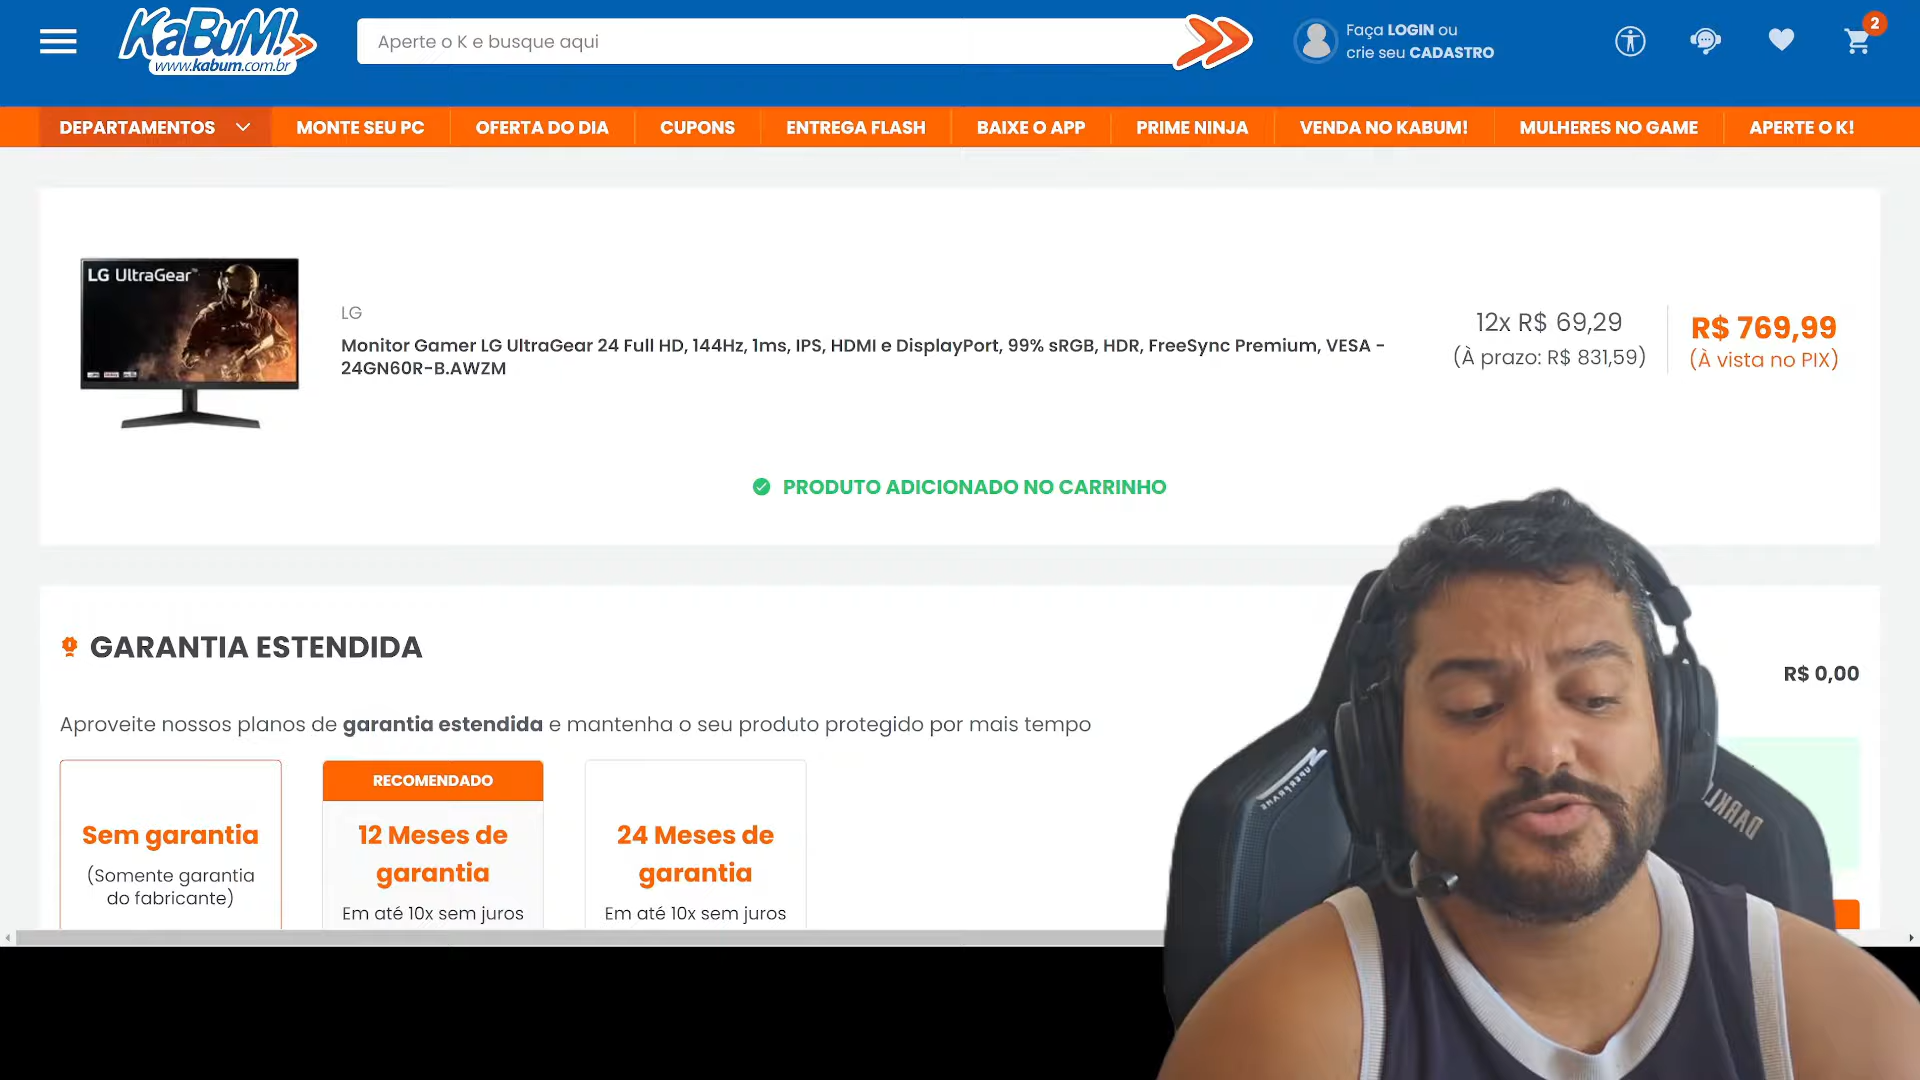 KaBuM!
www.kabum.com.br
Aperte o K e busque aqui
Faça LOGIN ou
crie seu CADASTRO
2
DEPARTAMENTOS
MONTE SEU PC
OFERTA DO DIA
CUPONS
ENTREGA FLASH
BAIXE O APP
PRIME NINJA
VENDA NO KABUM!
MULHERES NO GAME
APERTE O K!
LG UltraGear™
LG
Monitor Gamer LG UltraGear 24 Full HD, 144Hz, 1ms, IPS, HDMI e DisplayPort, 99% sRGB, HDR, FreeSync Premium, VESA -
24GN60R-B.AWZM
12x R$ 69,29
(À prazo: R$ 831,59)
R$ 769,99
(À vista no PIX)
PRODUTO ADICIONADO NO CARRINHO
GARANTIA ESTENDIDA
R$ 0,00
Aproveite nossos planos de garantia estendida e mantenha o seu produto protegido por mais tempo
Sem garantia
(Somente garantia
do fabricante)
RECOMENDADO
12 Meses de
garantia
Em até 10x sem juros
24 Meses de
garantia
Em até 10x sem juros